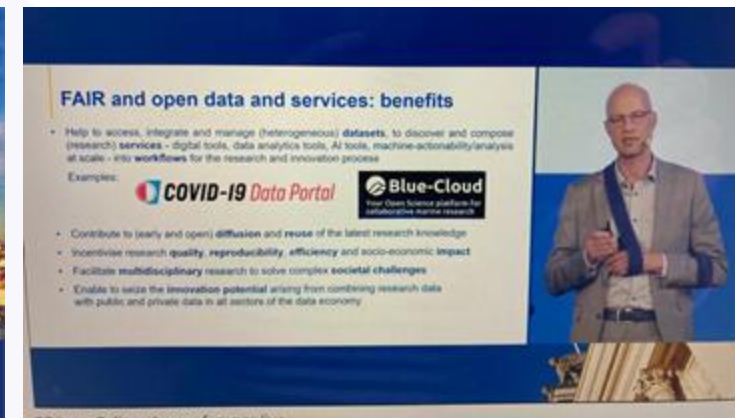 FAIR and open data and services: benefits
• Help to access, integrate and manage (heterogeneous) datasets, to discover and compose
(research) services - digital tools, data analytics tools, AI tools, machine-actionability/analysis
at scale - into workflows for the research and innovation process
Examples:
COVID-19 Data Portal
Blue-Cloud
Your Open Science platform for
collaborative marine research
• Contribute to (early and open) diffusion and reuse of the latest research knowledge
• Incentivise research quality, reproducibility, efficiency and socio-economic impact
• Facilitate multidisciplinary research to solve complex societal challenges
• Enable to seize the innovation potential arising from combining research data
with public and private data in all sectors of the data economy